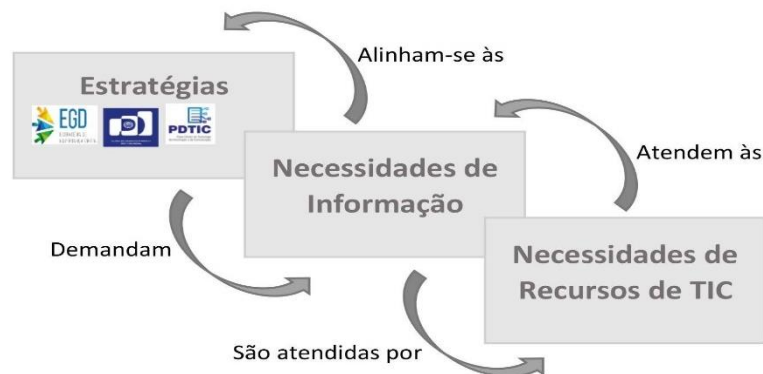 Alinham-se às
Estratégias
EGD
PDTIC
Necessidades de
Informação
Atendem às
Demandam
Necessidades de
Recursos de TIC
São atendidas por